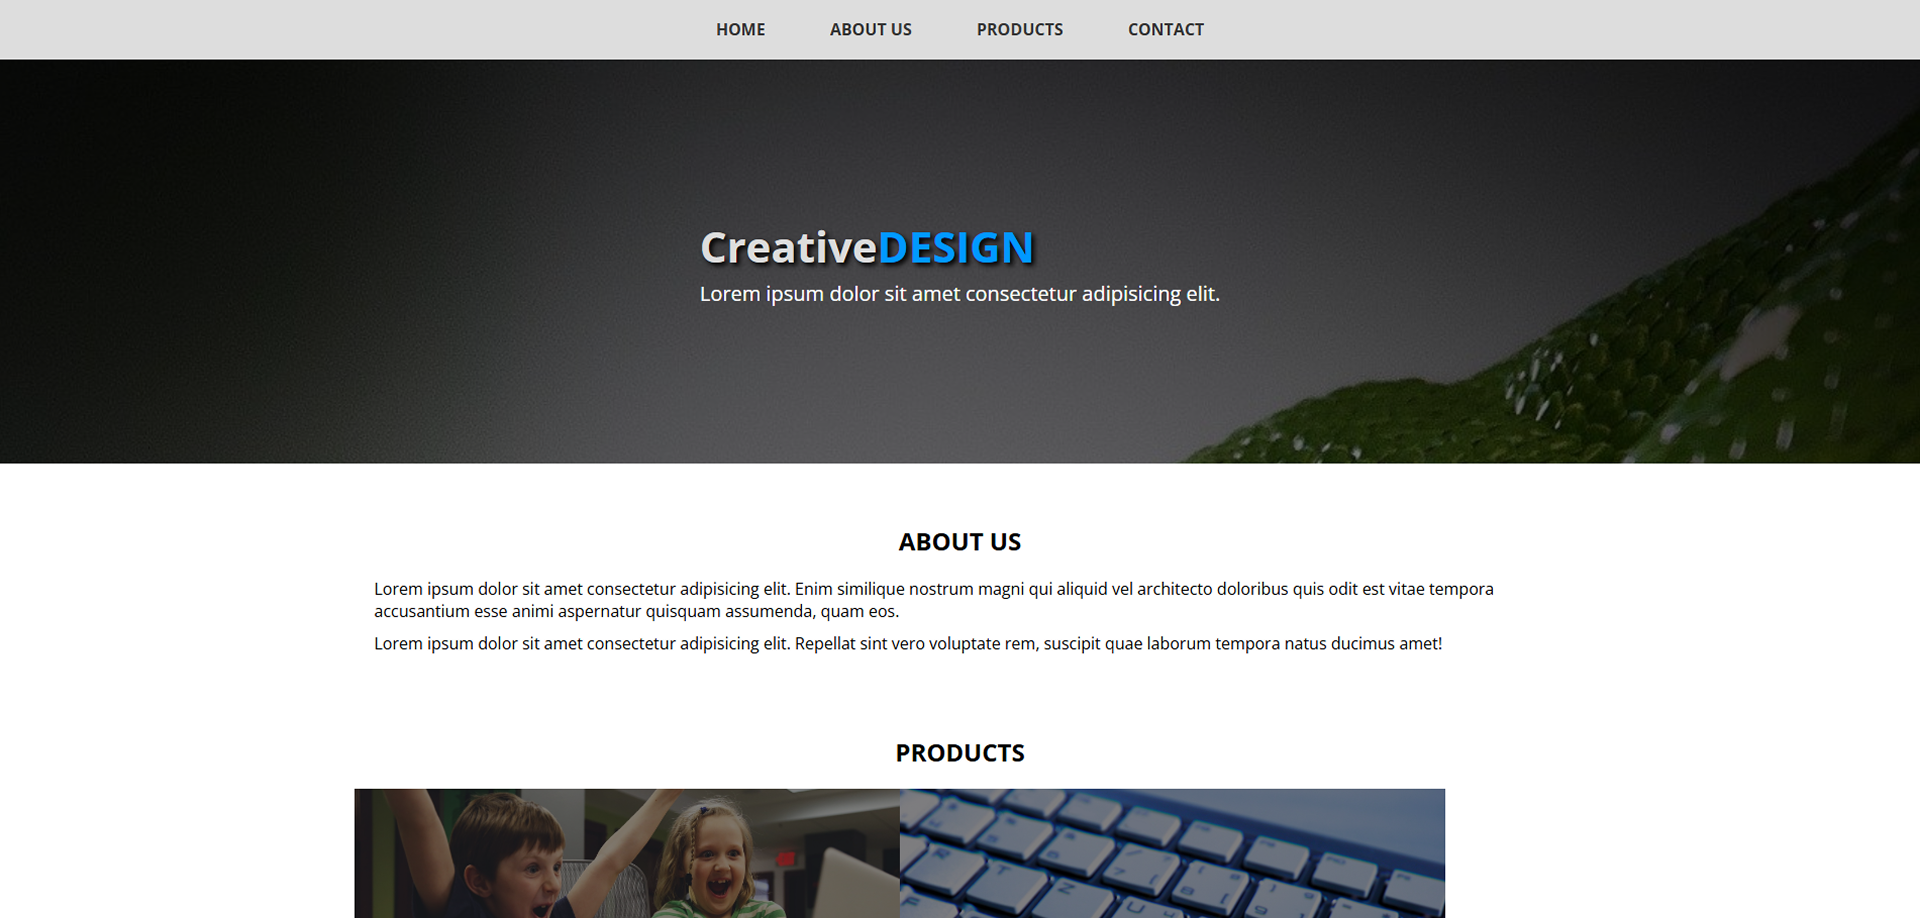 HOME ABOUT US PRODUCTS CONTACT
CreativeDESIGN
Lorem ipsum dolor sit amet consectetur adipisicing elit.
ABOUT US
Lorem ipsum dolor sit amet consectetur adipisicing elit. Enim similique nostrum magni qui aliquid vel architecto doloribus quis odit est vitae tempora
accusantium esse animi aspernatur quisquam assumenda, quam eos.
Lorem ipsum dolor sit amet consectetur adipisicing elit. Repellat sint vero voluptate rem, suscipit quae laborum tempora natus ducimus amet!
PRODUCTS